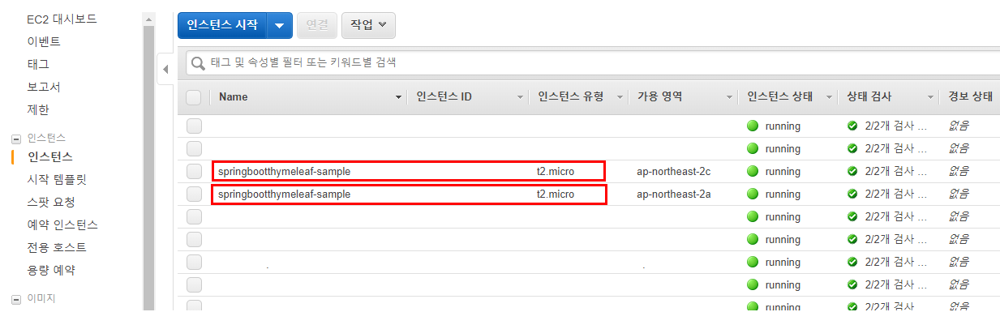 EC2 대시보드
이벤트
태그
보고서
제한
인스턴스
인스턴스
시작 템플릿
스팟 요청
예약 인스턴스
전용 호스트
용량 예약
이미지
인스턴스 시작 연결 작업
태그 및 속성별 필터 또는 키워드별 검색
Name 인스턴스 ID 인스턴스 유형 가용 영역 인스턴스 상태 상태 검사 경보 상태
running 2/2개 검사 ... 없음
running 2/2개 검사 ... 없음
springbootthymeleaf-sample t2.micro ap-northeast-2c running 2/2개 검사 ... 없음
springbootthymeleaf-sample t2.micro ap-northeast-2a running 2/2개 검사 ... 없음
running 2/2개 검사 ... 없음
running 2/2개 검사 ... 없음
running 2/2개 검사 ... 없음
running 2/2개 검사 ... 없음
running 2/2개 검사 ... 없음